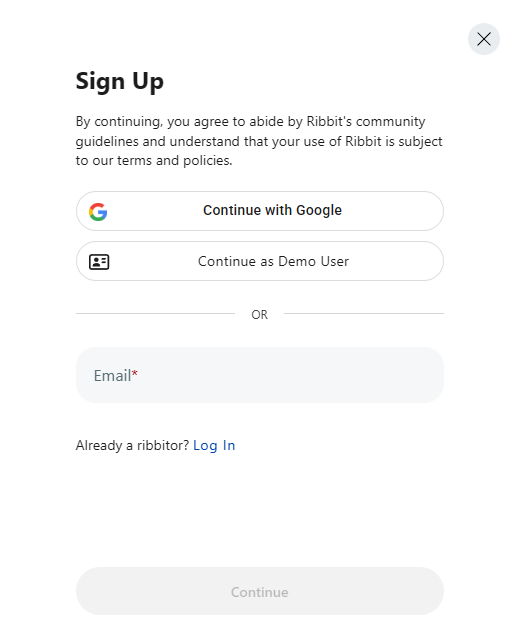 Sign Up
By continuing, you agree to abide by Ribbit's community
guidelines and understand that your use of Ribbit is subject
to our terms and policies.
Continue with Google
Continue as Demo User
OR
Email*
Already a ribbitor? Log In
Continue